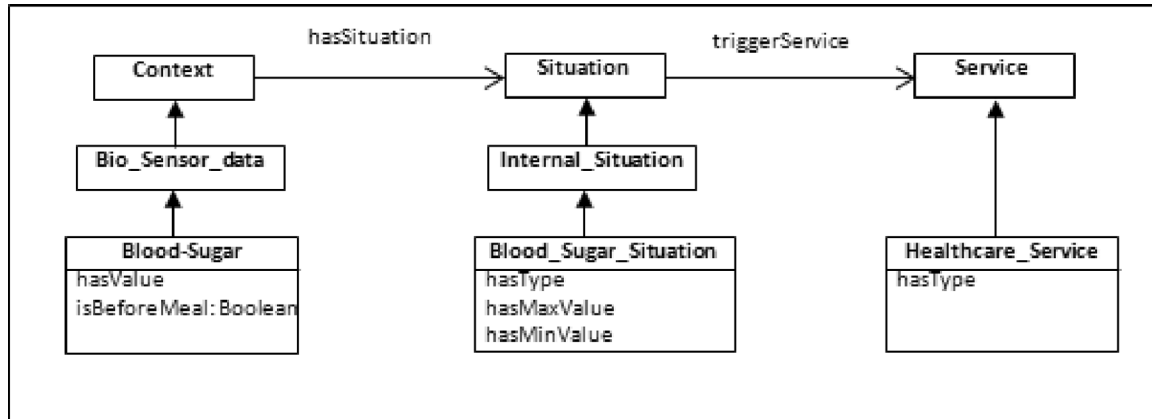 hasSituation
triggerService
Context
Situation
Service
Bio_Sensor_data
Internal_Situation
Blood-Sugar
hasValue
isBeforeMeal: Boolean
Blood_Sugar_Situation
hasType
hasMaxValue
hasMinValue
Healthcare_Service
hasType